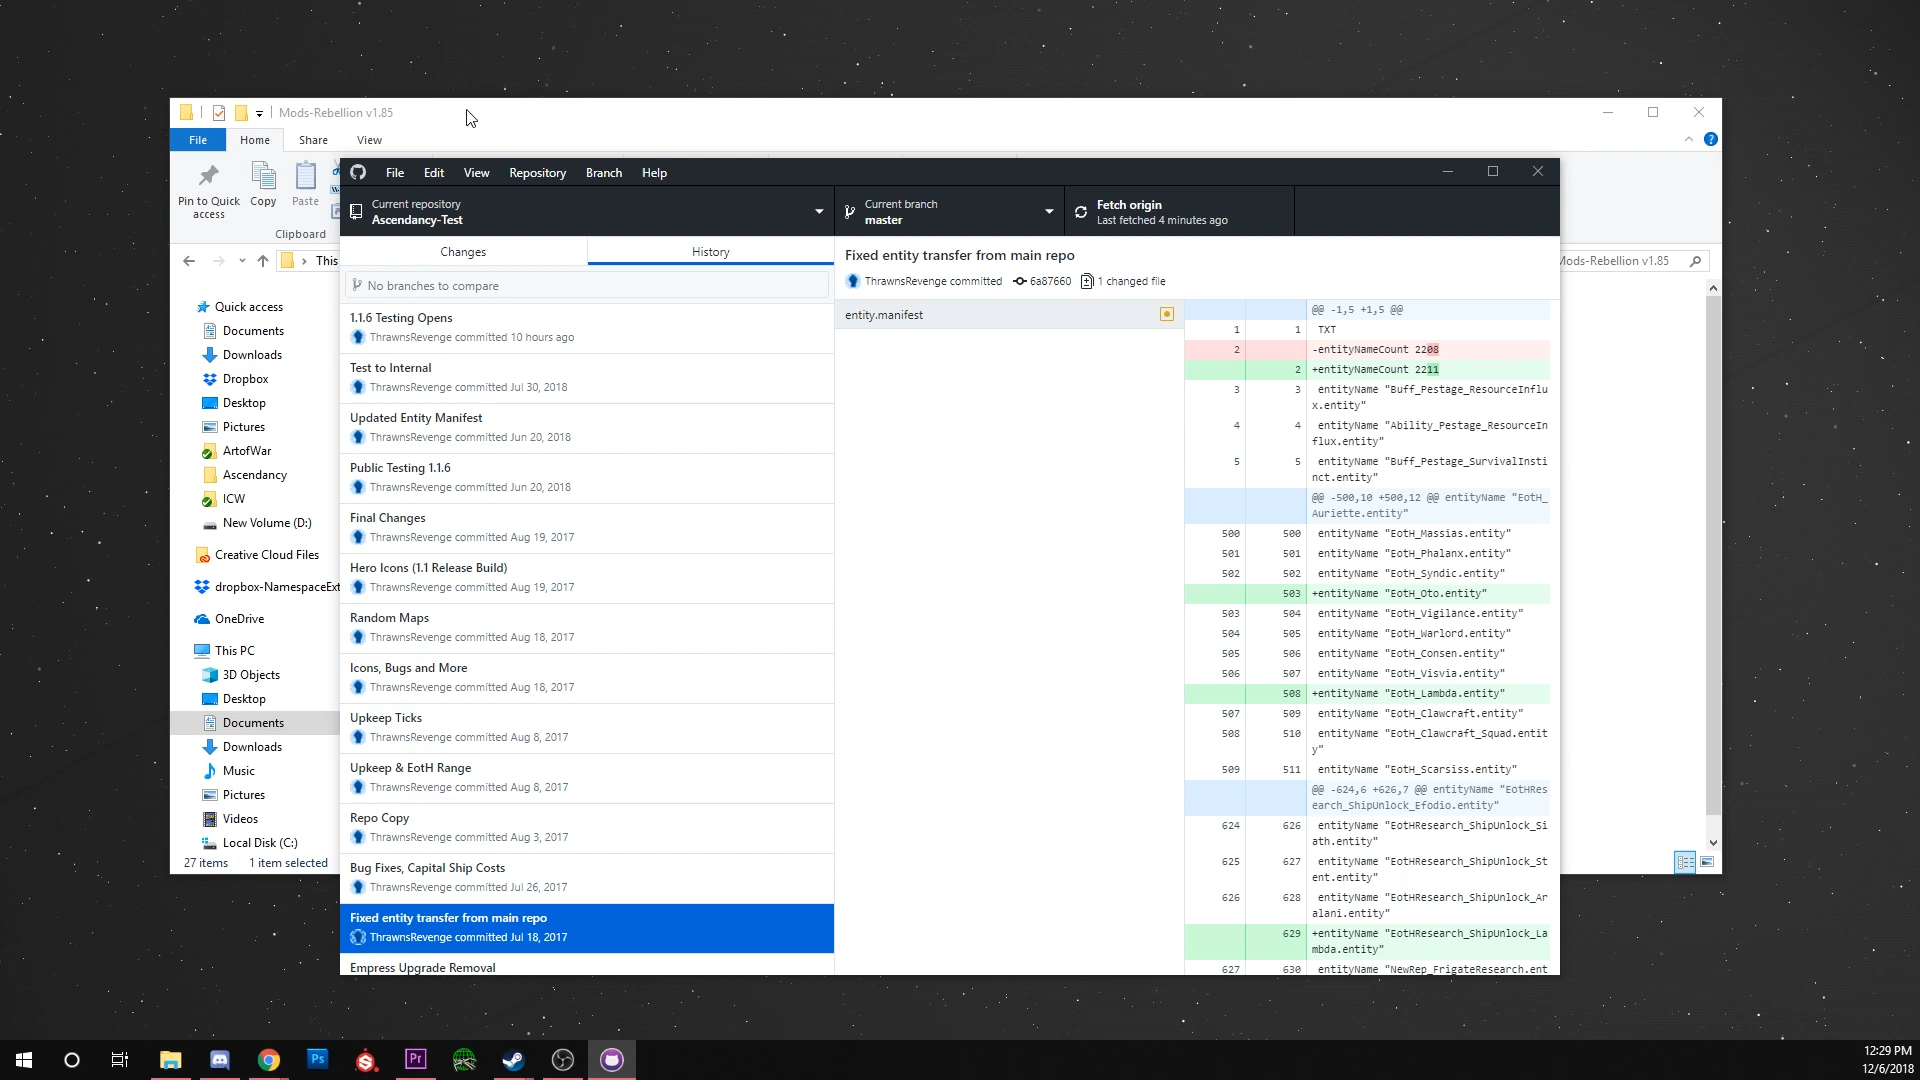 Mods-Rebellion v1.85
File Home Share View
Pin to Quick access
Copy
Paste
Clipboard
This
Mods-Rebellion v1.85
Quick access
Documents
Downloads
Dropbox
Desktop
Pictures
ArtofWar
Ascendancy
ICW
New Volume (D:)
Creative Cloud Files
dropbox-NamespaceExt
OneDrive
This PC
3D Objects
Desktop
Documents
Downloads
Music
Pictures
Videos
Local Disk (C:)
27 items 1 item selected
File Edit View Repository Branch Help
Current repository
Ascendancy-Test
Current branch
master
Fetch origin
Last fetched 4 minutes ago
Changes
History
No branches to compare
1.1.6 Testing Opens
ThrawnsRevenge committed 10 hours ago
Test to Internal
ThrawnsRevenge committed Jul 30, 2018
Updated Entity Manifest
ThrawnsRevenge committed Jun 20, 2018
Public Testing 1.1.6
ThrawnsRevenge committed Jun 20, 2018
Final Changes
ThrawnsRevenge committed Aug 19, 2017
Hero Icons (1.1 Release Build)
ThrawnsRevenge committed Aug 19, 2017
Random Maps
ThrawnsRevenge committed Aug 18, 2017
Icons, Bugs and More
ThrawnsRevenge committed Aug 18, 2017
Upkeep Ticks
ThrawnsRevenge committed Aug 8, 2017
Upkeep & EotH Range
ThrawnsRevenge committed Aug 8, 2017
Repo Copy
ThrawnsRevenge committed Aug 3, 2017
Bug Fixes, Capital Ship Costs
ThrawnsRevenge committed Jul 26, 2017
Fixed entity transfer from main repo
ThrawnsRevenge committed Jul 18, 2017
Empress Upgrade Removal
Fixed entity transfer from main repo
ThrawnsRevenge committed 6a87660 1 changed file
entity.manifest
@@ -1,5 +1,5 @@
1 1 TXT
2 -entityNameCount 2208
2 +entityNameCount 2211
3 3 entityName "Buff_Pestage_ResourceInflu
x.entity"
4 4 entityName "Ability_Pestage_ResourceIn
flux.entity"
5 5 entityName "Buff_Pestage_SurvivalInsti
nct.entity"
@@ -500,10 +500,12 @@ entityName "EotH_
Auriette.entity"
500 500 entityName "EotH_Massias.entity"
501 501 entityName "EotH_Phalanx.entity"
502 502 entityName "EotH_Syndic.entity"
503 +entityName "EotH_Oto.entity"
503 504 entityName "EotH_Vigilance.entity"
504 505 entityName "EotH_Warlord.entity"
505 506 entityName "EotH_Consen.entity"
506 507 entityName "EotH_Visvia.entity"
508 +entityName "EotH_Lambda.entity"
507 509 entityName "EotH_Clawcraft.entity"
508 510 entityName "EotH_Clawcraft_Squad.entit
y"
509 511 entityName "EotH_Scarsiss.entity"
@@ -624,6 +626,7 @@ entityName "EotHRes
earch_ShipUnlock_Efodio.entity"
624 626 entityName "EotHResearch_ShipUnlock_Si
ath.entity"
625 627 entityName "EotHResearch_ShipUnlock_St
ent.entity"
626 628 entityName "EotHResearch_ShipUnlock_Ar
alani.entity"
629 +entityName "EotHResearch_ShipUnlock_La
mbda.entity"
627 630 entityName "NewRep_FrigateResearch.ent
Ps
Pr
12:29 PM
12/6/2018